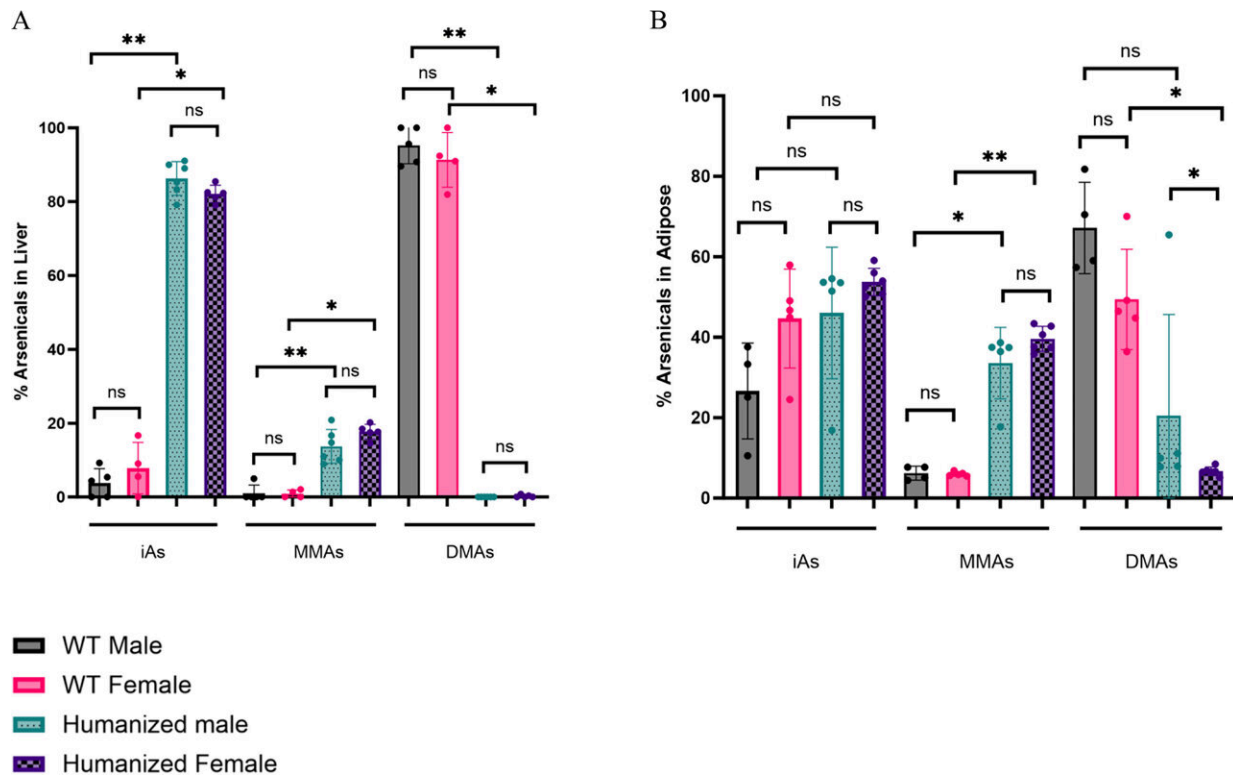 A
% Arsenicals in Liver
100
80
60
40
20
0
** * ns
ns
ns ** * ns
** ns * ns
iAs MMAs DMAs
B
% Arsenicals in Adipose
100
80
60
40
20
0
ns ns ns ns
ns * ** ns
ns ns * *
iAs MMAs DMAs
WT Male
WT Female
Humanized male
Humanized Female